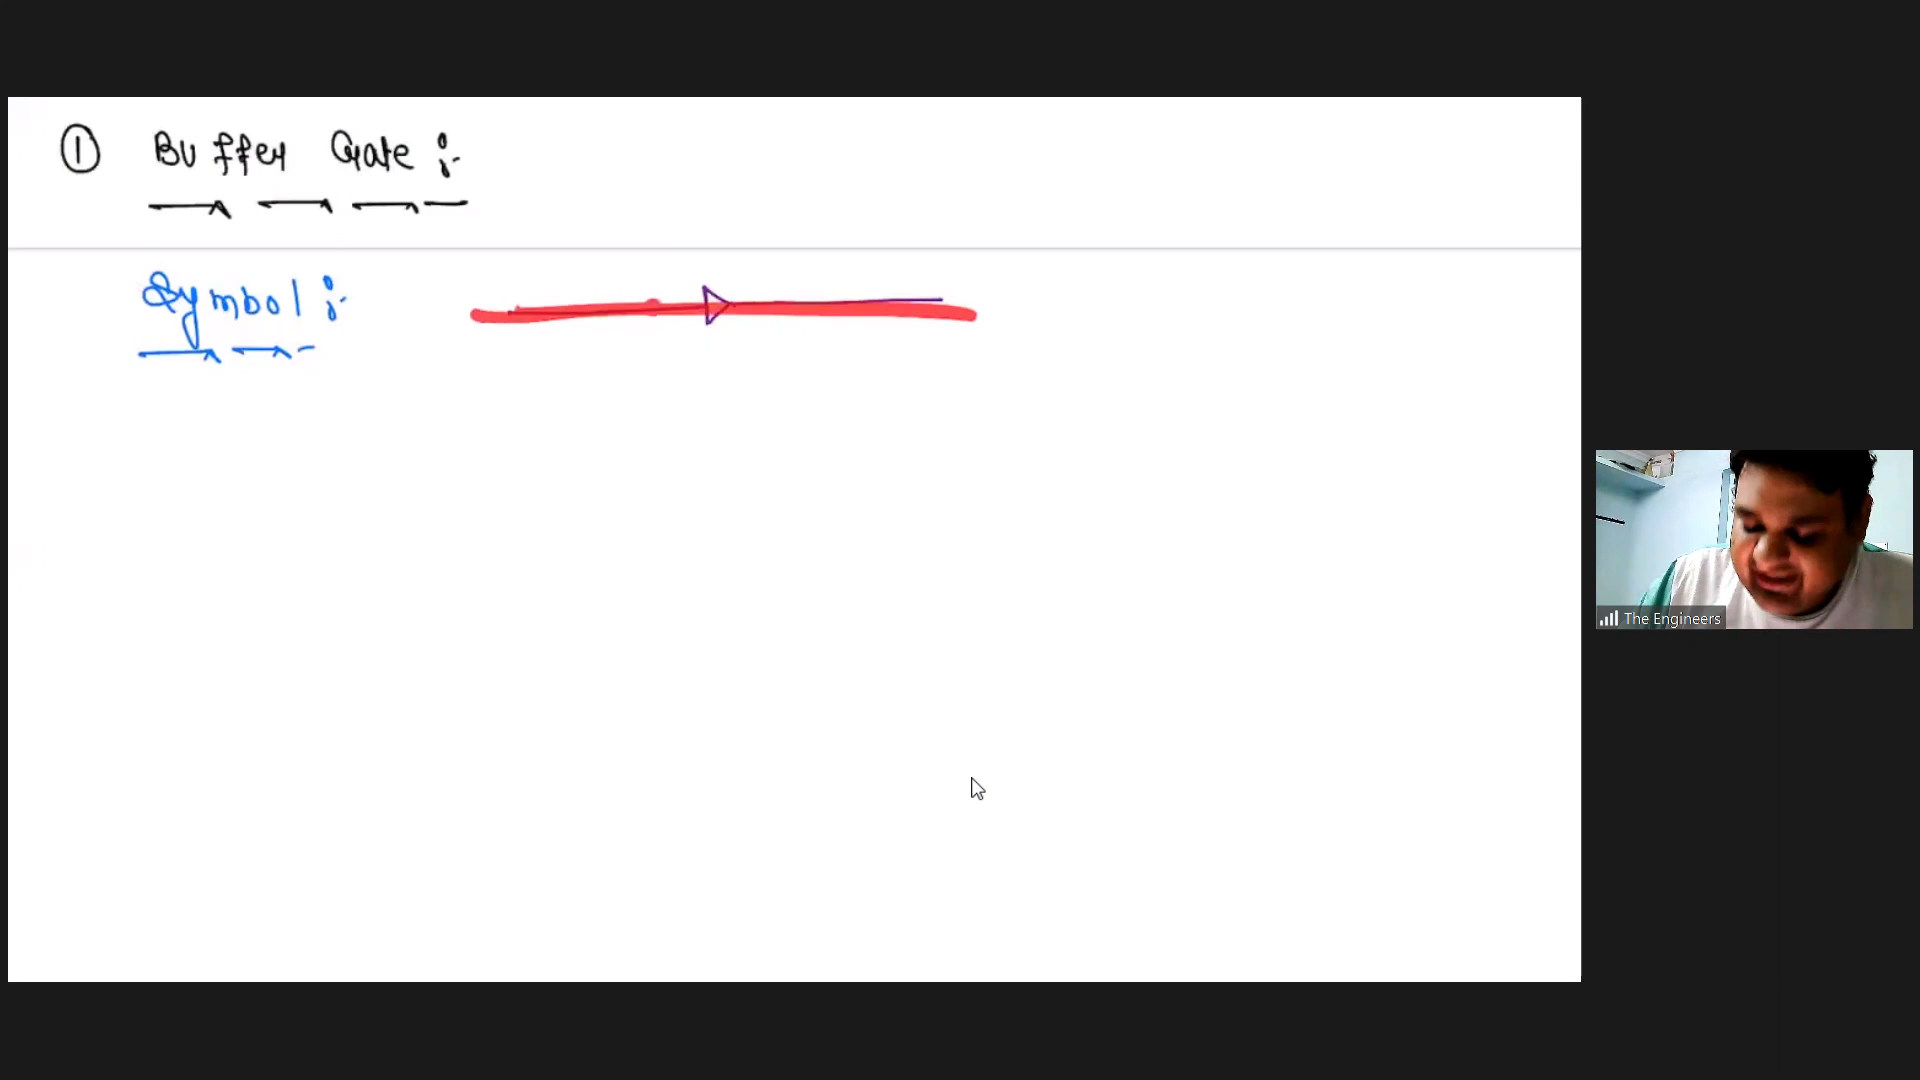 ① Buffer Gate :-
Symbol :-
The Engineers